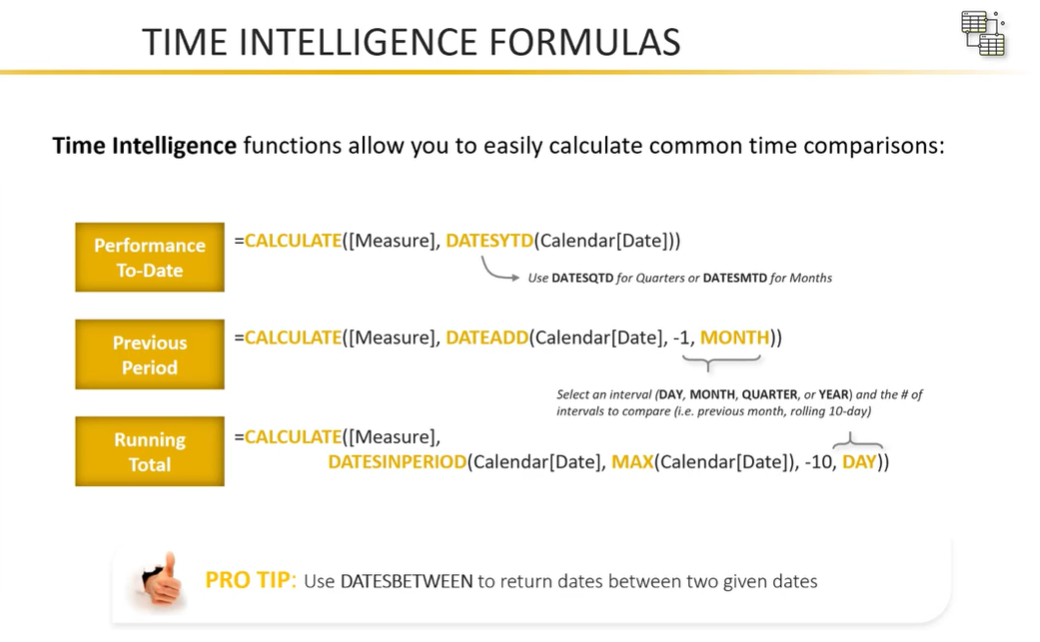 TIME INTELLIGENCE FORMULAS
Time Intelligence functions allow you to easily calculate common time comparisons:
Performance
To-Date
=CALCULATE([Measure], DATESYTD(Calendar[Date]))
Use DATESQTD for Quarters or DATESMTD for Months
Previous
Period
=CALCULATE([Measure], DATEADD(Calendar[Date], -1, MONTH))
Select an interval (DAY, MONTH, QUARTER, or YEAR) and the # of
intervals to compare (i.e. previous month, rolling 10-day)
Running
Total
=CALCULATE([Measure],
DATESINPERIOD(Calendar[Date], MAX(Calendar[Date]), -10, DAY))
PRO TIP: Use DATESBETWEEN to return dates between two given dates